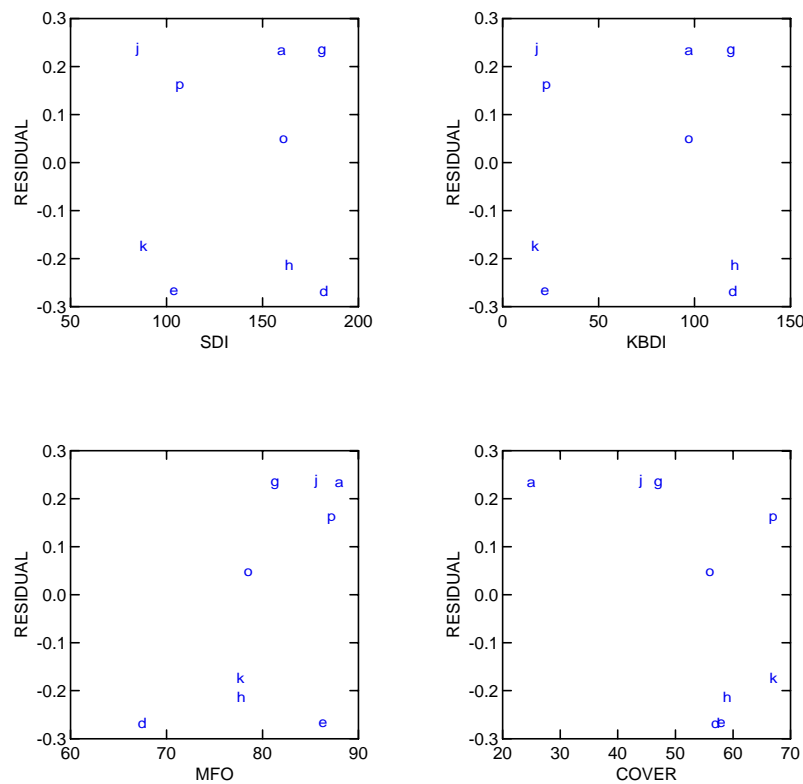 0.3
0.2 j a g
p
0.1
o
0.0
-0.1
k
-0.2
h
e d
-0.3
50 100 150 200
SDI
RESIDUAL
0.3
0.2 j a g
p
0.1
o
0.0
-0.1
k
-0.2
h
e d
-0.3
0 50 100 150
KBDI
RESIDUAL
0.3
0.2 g j a
p
0.1
o
0.0
-0.1
k
-0.2
h
d e
-0.3
60 70 80 90
MFO
RESIDUAL
0.3
0.2 a j g
p
0.1
o
0.0
-0.1
k
-0.2
h
d e
-0.3
20 30 40 50 60 70
COVER
RESIDUAL